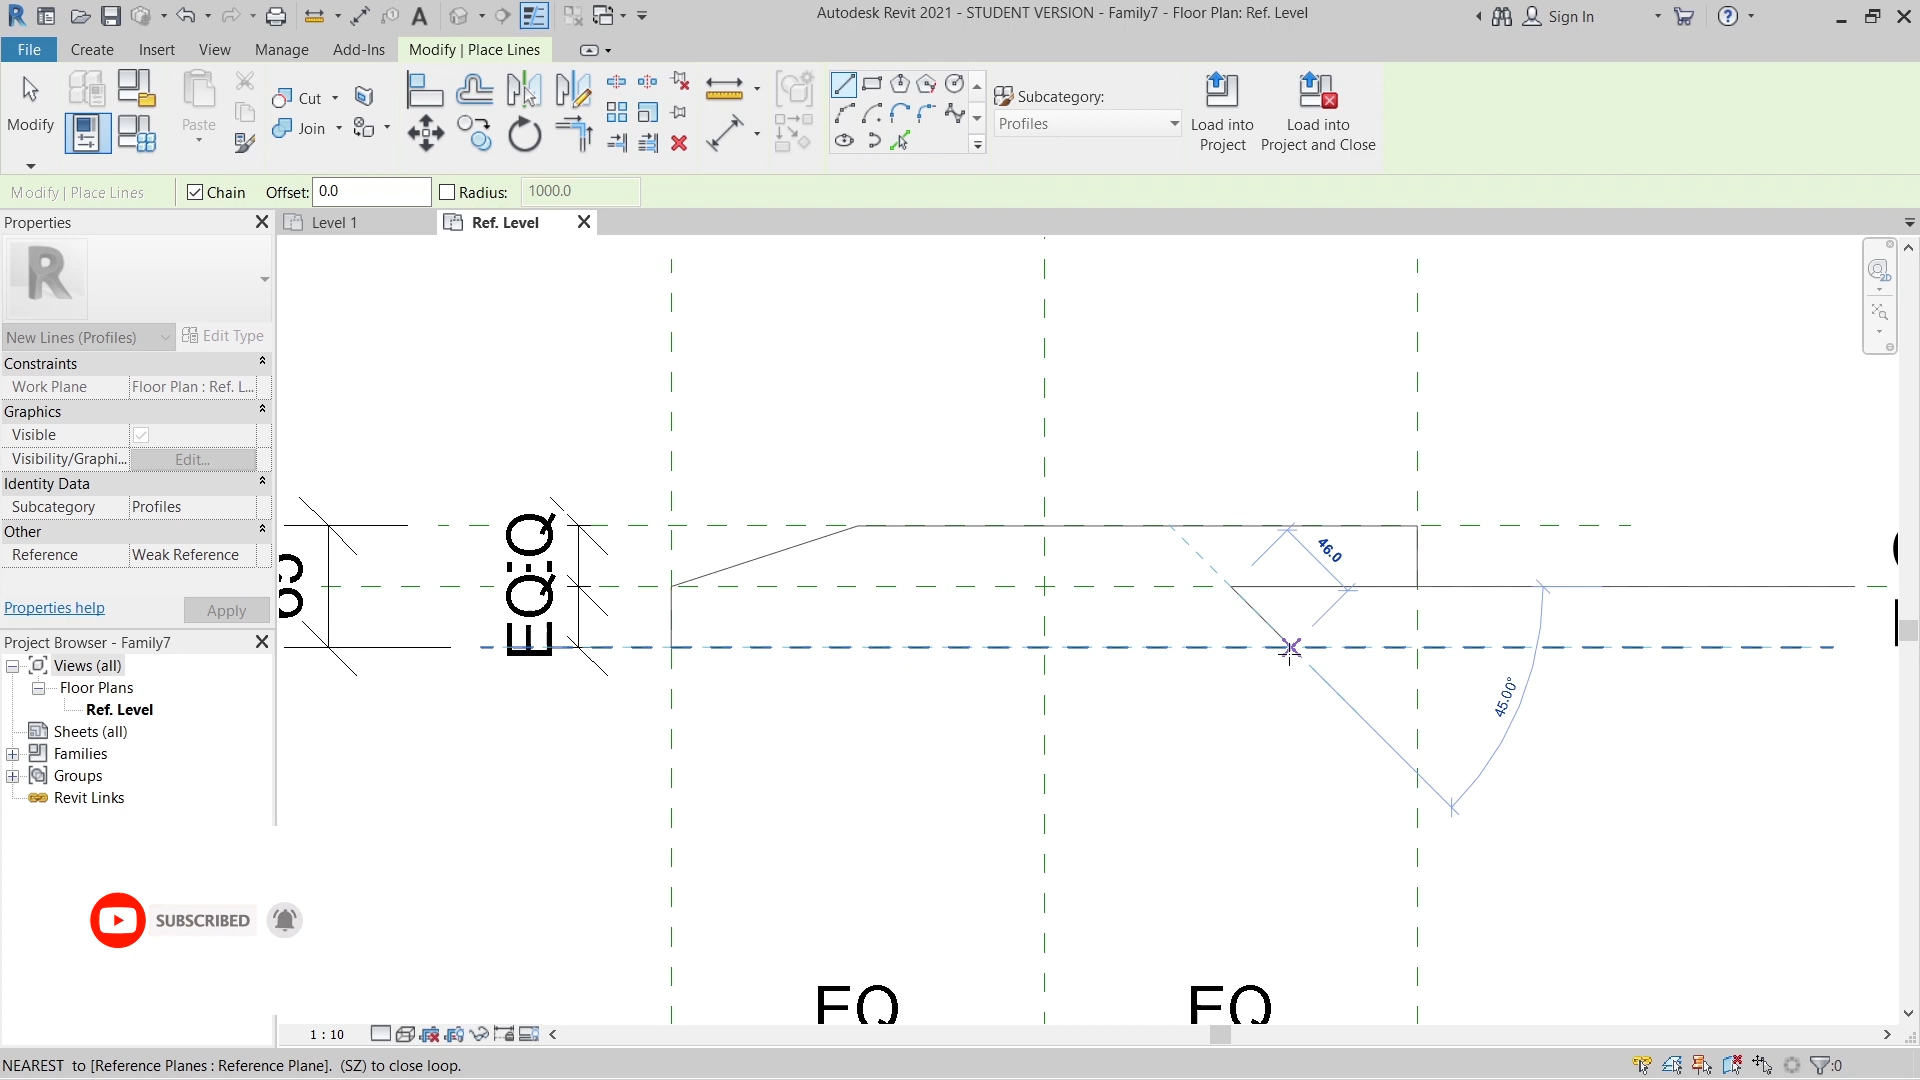 Autodesk Revit 2021 - STUDENT VERSION - Family7 - Floor Plan: Ref. Level
Sign In
File
Create
Insert
View
Manage
Add-Ins
Modify | Place Lines
Modify
Paste
Cut
Join
Subcategory:
Profiles
Load into
Project
Load into
Project and Close
Modify | Place Lines
Chain
Offset:
0.0
Radius:
1000.0
Properties
Level 1
Ref. Level
New Lines (Profiles)
Edit Type
Constraints
Work Plane
Floor Plan : Ref. L...
Graphics
Visible
Visibility/Graphi...
Edit...
Identity Data
Subcategory
Profiles
Other
Reference
Weak Reference
Properties help
Apply
Project Browser - Family7
Views (all)
Floor Plans
Ref. Level
Sheets (all)
Families
Groups
Revit Links
SUBSCRIBED
EQ
EQ
46.0
45.00°
EQ
EQ
1 : 10
NEAREST to [Reference Planes : Reference Plane]. (SZ) to close loop.
:0